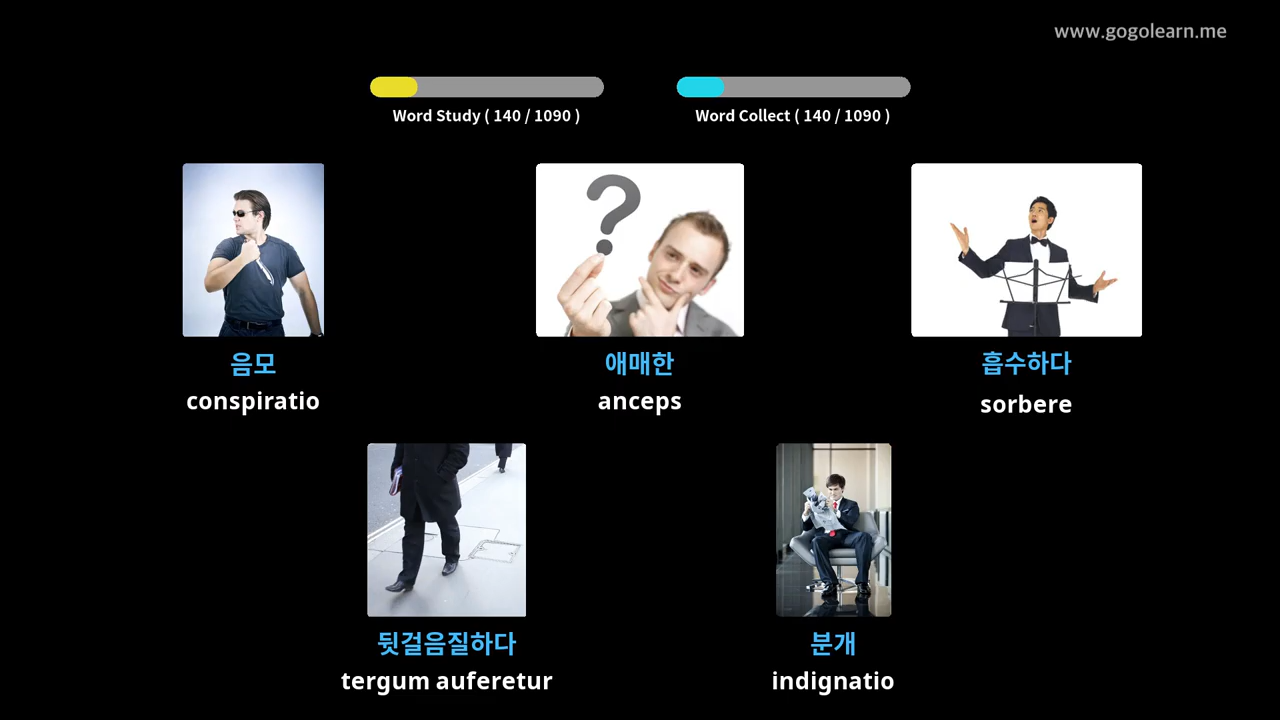 www.gogolearn.me
Word Study ( 140 / 1090 )
Word Collect ( 140 / 1090 )
음모
conspiratio
애매한
anceps
흡수하다
sorbere
뒷걸음질하다
tergum auferetur
분개
indignatio